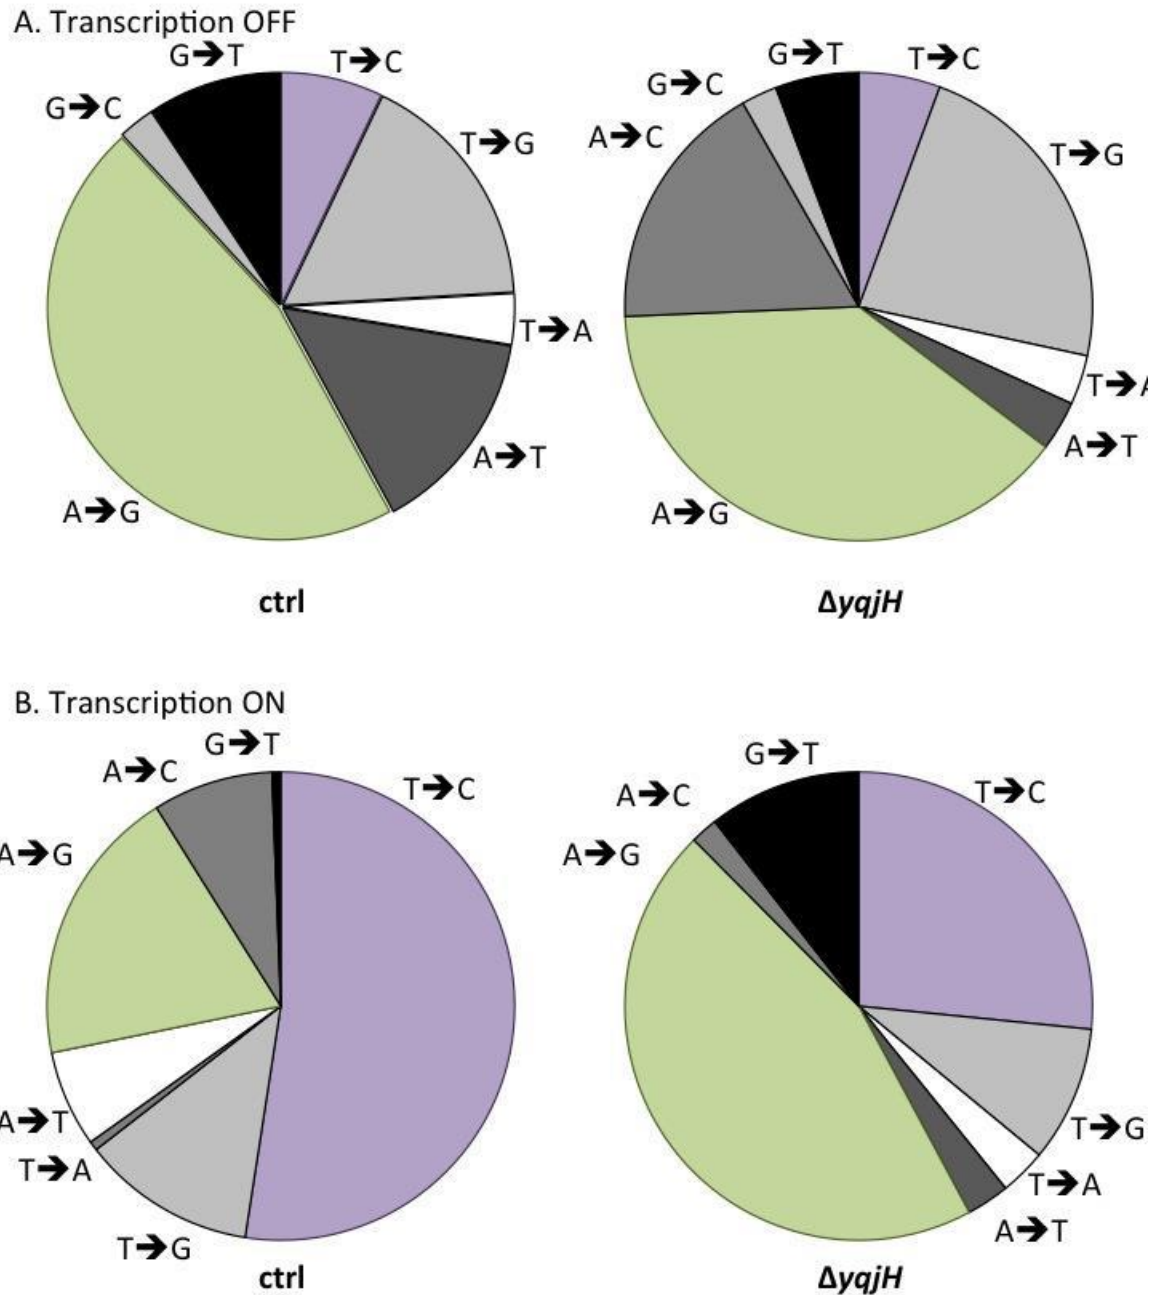 A. Transcription OFF
G➔T
T➔C
G➔C
T➔G
T➔A
A➔T
A➔G
ctrl
G➔T
T➔C
G➔C
A➔C
T➔G
T➔A
A➔T
A➔G
ΔyqjH
B. Transcription ON
G➔T
A➔C
T➔C
A➔G
A➔T
T➔A
T➔G
ctrl
G➔T
T➔C
A➔C
A➔G
T➔G
T➔A
A➔T
ΔyqjH